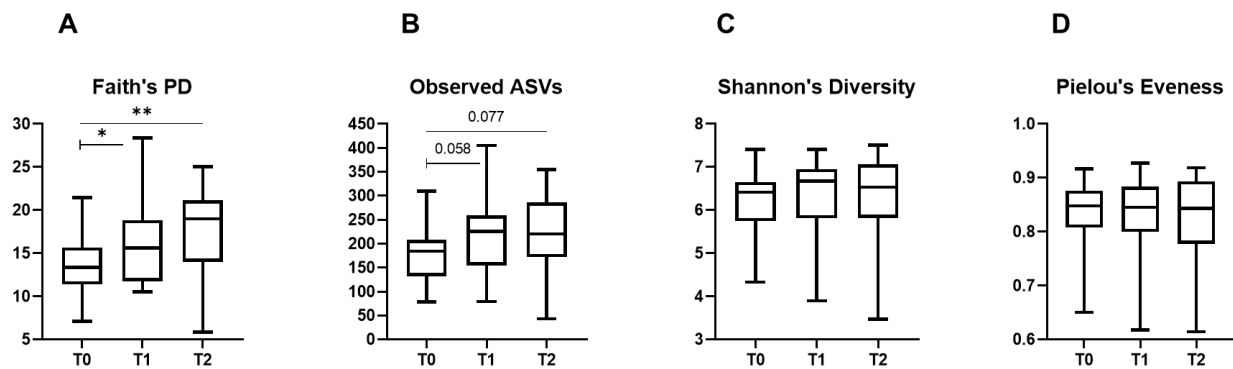 A
B
C
D
Faith's PD
Observed ASVs
Shannon's Diversity
Pielou's Eveness
**
*
30
25
20
15
10
5
T0
T1
T2
0.077
0.058
450
400
350
300
250
200
150
100
50
0
T0
T1
T2
8
7
6
5
4
3
T0
T1
T2
1.0
0.9
0.8
0.7
0.6
T0
T1
T2